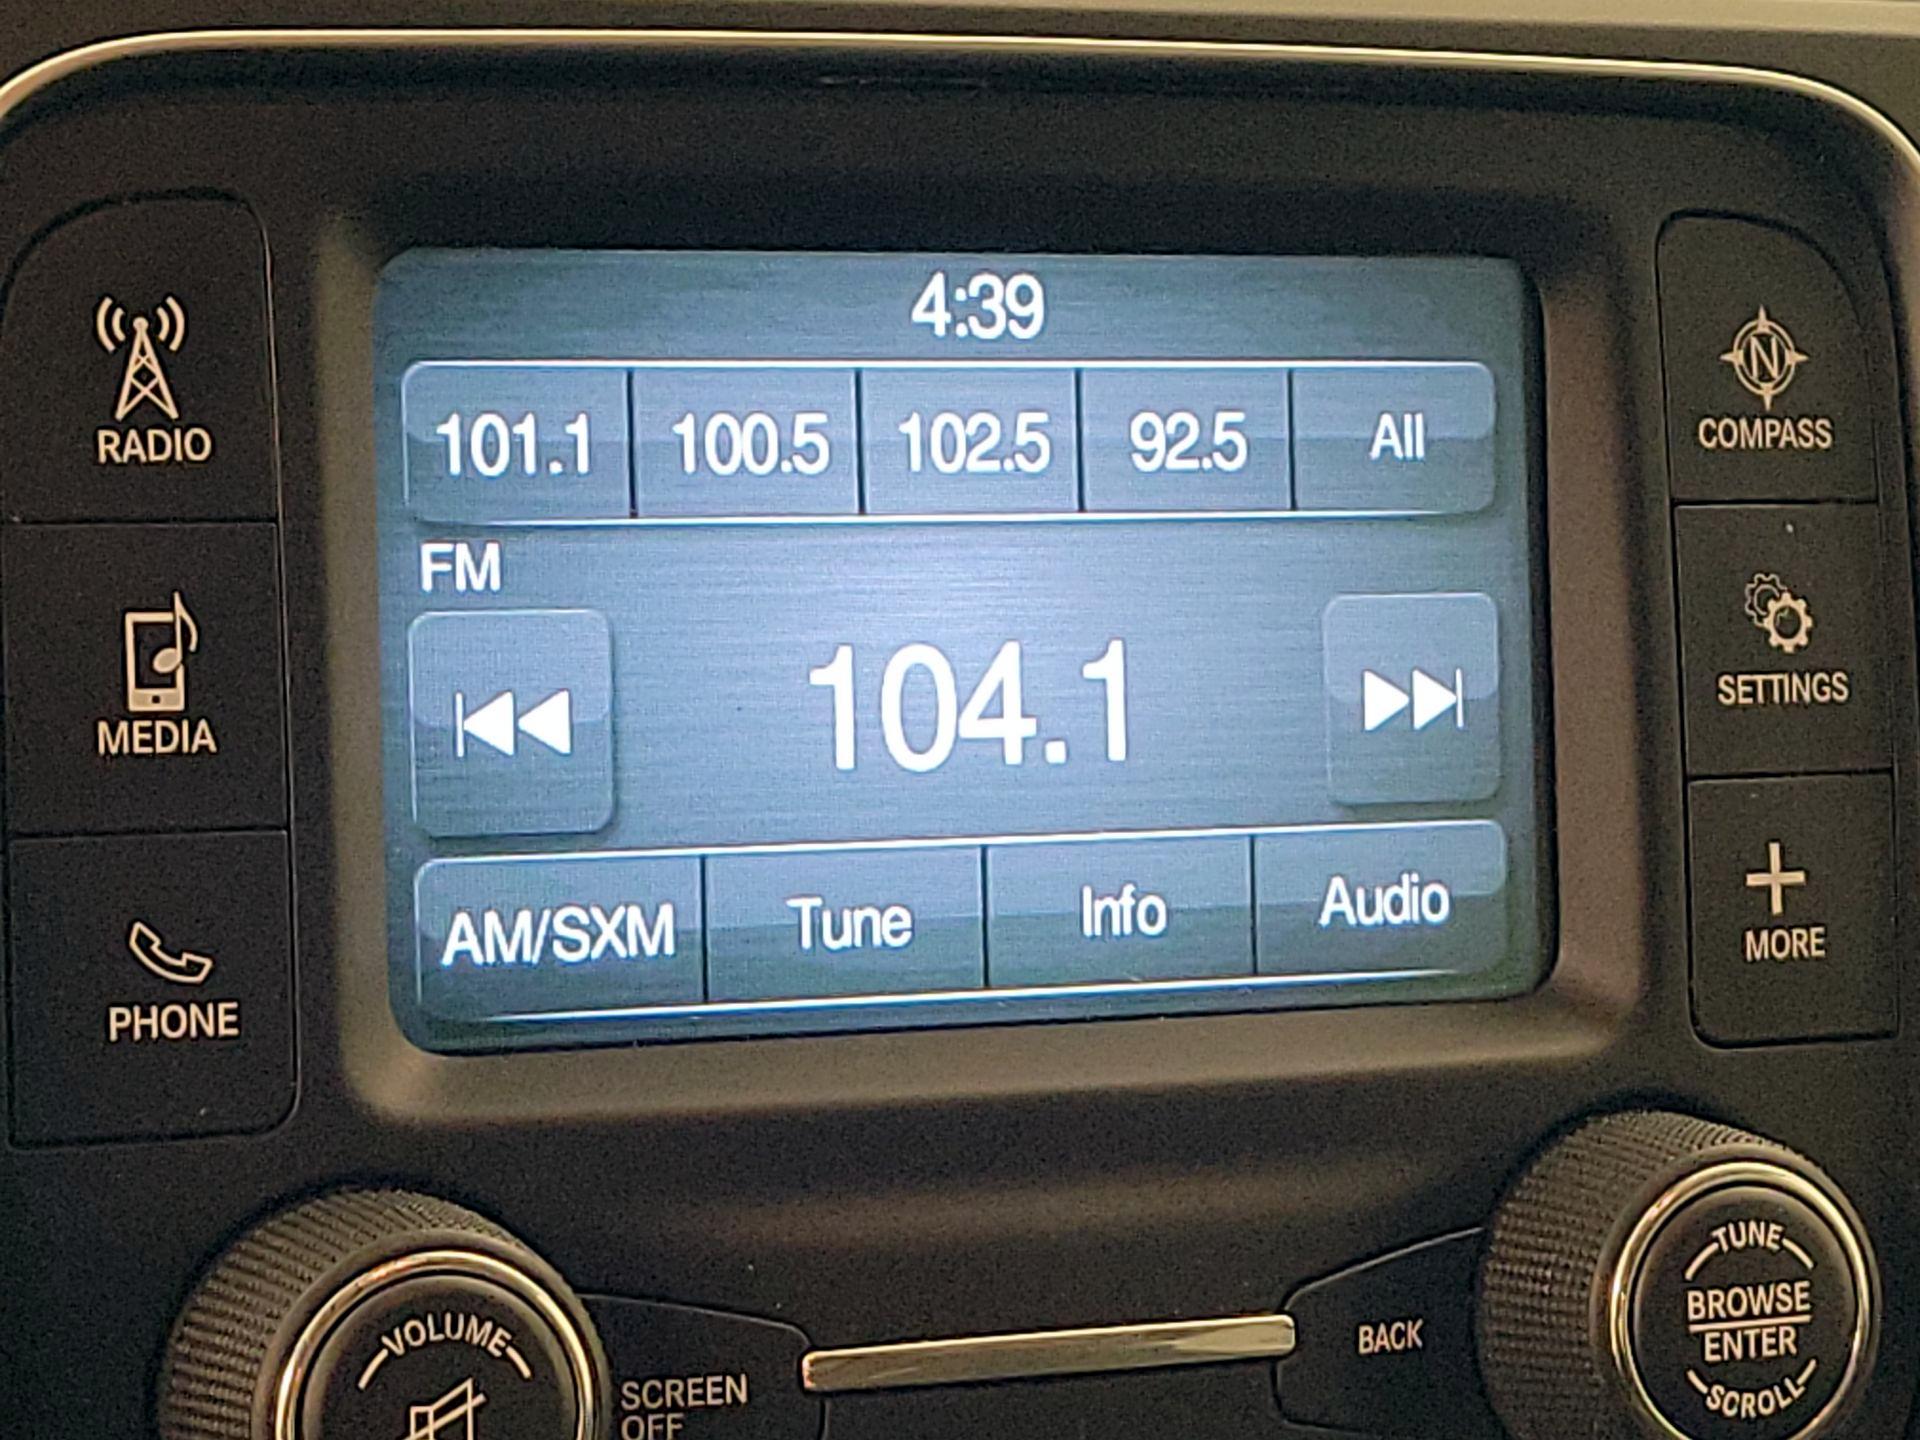 4:39
101.1 100.5 102.5 92.5 All
FM
104.1
AM/SXM Tune Info Audio
RADIO
MEDIA
PHONE
N
COMPASS
SETTINGS
MORE
VOLUME
SCREEN
OFF
BACK
TUNE
BROWSE
ENTER
SCROLL